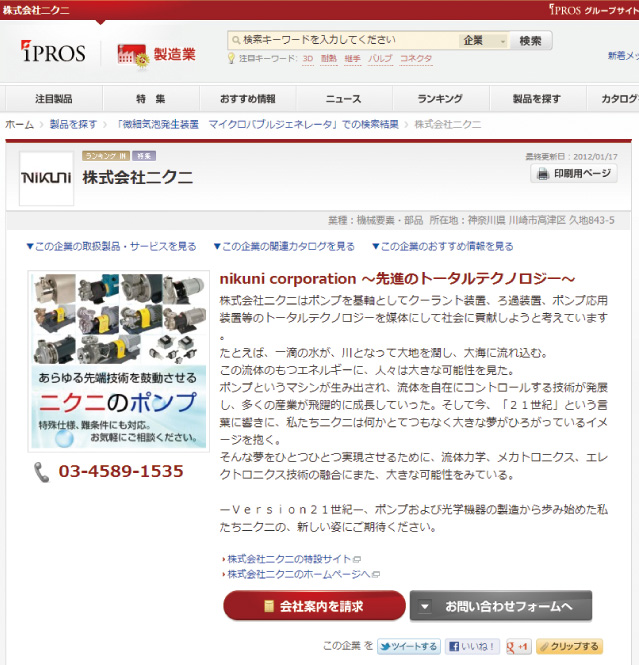 株式会社ニクニ
IPROS グループサイト
IPROS
製造業
検索キーワードを入力してください
企業
検索
注目キーワード: 3D 耐熱 継手 バルブ コネクタ
新着メッ
注目製品
特 集
おすすめ情報
ニュース
ランキング
製品を探す
カタログ
ホーム > 製品を探す > 「微細気泡発生装置 マイクロバブルジェネレータ」での検索結果 > 株式会社ニクニ
NIKUNI
ランキング IN 特集
株式会社ニクニ
最終更新日:2012/01/17
印刷用ページ
業種:機械要素・部品 所在地:神奈川県 川崎市高津区 久地843-5
▼この企業の取扱製品・サービスを見る ▼この企業の関連カタログを見る ▼この企業のおすすめ情報を見る
あらゆる先端技術を鼓動させる
ニクニのポンプ
特殊仕様、難条件にも対応。
お気軽にご相談ください。
03-4589-1535
nikuni corporation ～先進のトータルテクノロジー～
株式会社ニクニはポンプを基軸としてクーラント装置、ろ過装置、ポンプ応用
装置等のトータルテクノロジーを媒体にして社会に貢献しようと考えています
。
たとえば、一滴の水が、川となって大地を潤し、大海に流れ込む。
この流体のもつエネルギーに、人々は大きな可能性を見た。
ポンプというマシンが生み出され、流体を自在にコントロールする技術が発展
し、多くの産業が飛躍的に成長していった。そして今、「２１世紀」という言
葉に響きに、私たちニクニは何かとてつもなく大きな夢がひろがっているイメ
ージを抱く。
そんな夢をひとつひとつ実現させるために、流体力学、メカトロニクス、エレ
クトロニクス技術の融合にまた、大きな可能性をみている。
ーＶｅｒｓｉｏｎ２１世紀ー、ポンプおよび光学機器の製造から歩み始めた私
たちニクニの、新しい姿にご期待ください。
株式会社ニクニの特設サイト
株式会社ニクニのホームページへ
会社案内を請求
お問い合わせフォームへ
この企業 を
ツイートする
いいね！
+1
クリップする